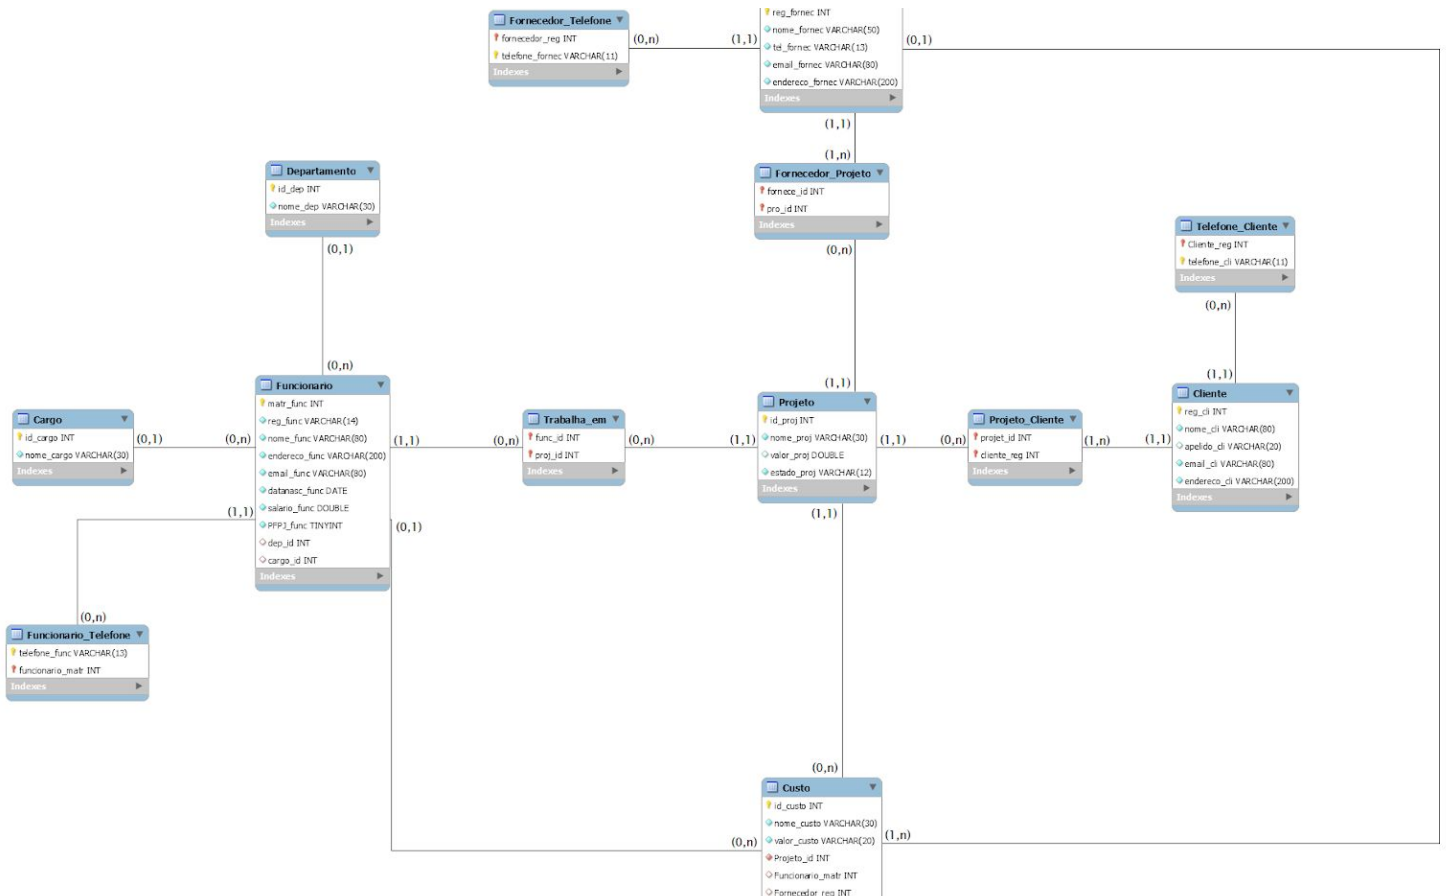 Fornecedor_Telefone
fornecedor_reg INT
telefone_fornec VARCHAR(11)
Indexes
(0,n)
(1,1)
reg_fornec INT
nome_fornec VARCHAR(50)
tel_fornec VARCHAR(13)
email_fornec VARCHAR(80)
endereco_fornec VARCHAR(200)
Indexes
(0,1)
(1,1)
(1,n)
Departamento
id_dep INT
nome_dep VARCHAR(30)
Indexes
(0,1)
Fornecedor_Projeto
fornece_id INT
pro_id INT
Indexes
(0,n)
Telefone_Cliente
Cliente_reg INT
telefone_cli VARCHAR(11)
Indexes
(0,n)
(0,n)
(1,1)
(1,1)
Cargo
id_cargo INT
nome_cargo VARCHAR(30)
Indexes
(0,1)
(0,n)
Funcionario
matr_func INT
reg_func VARCHAR(14)
nome_func VARCHAR(80)
endereco_func VARCHAR(200)
email_func VARCHAR(80)
datanasc_func DATE
salario_func DOUBLE
PFPJ_func TINYINT
dep_id INT
cargo_id INT
Indexes
(1,1)
(0,n)
Trabalha_em
func_id INT
proj_id INT
Indexes
(0,n)
(1,1)
Projeto
id_proj INT
nome_proj VARCHAR(30)
valor_proj DOUBLE
estado_proj VARCHAR(12)
Indexes
(1,1)
(0,n)
Projeto_Cliente
projet_id INT
cliente_reg INT
Indexes
(1,n)
(1,1)
Cliente
reg_cli INT
nome_cli VARCHAR(80)
apelido_cli VARCHAR(20)
email_cli VARCHAR(80)
endereco_cli VARCHAR(200)
Indexes
(1,1)
(0,1)
(1,1)
(0,n)
Funcionario_Telefone
telefone_func VARCHAR(13)
funcionario_matr INT
Indexes
(0,n)
Custo
id_custo INT
nome_custo VARCHAR(30)
valor_custo VARCHAR(20)
Projeto_id INT
Funcionario_matr INT
Fornecedor_reg INT
(0,n)
(1,n)